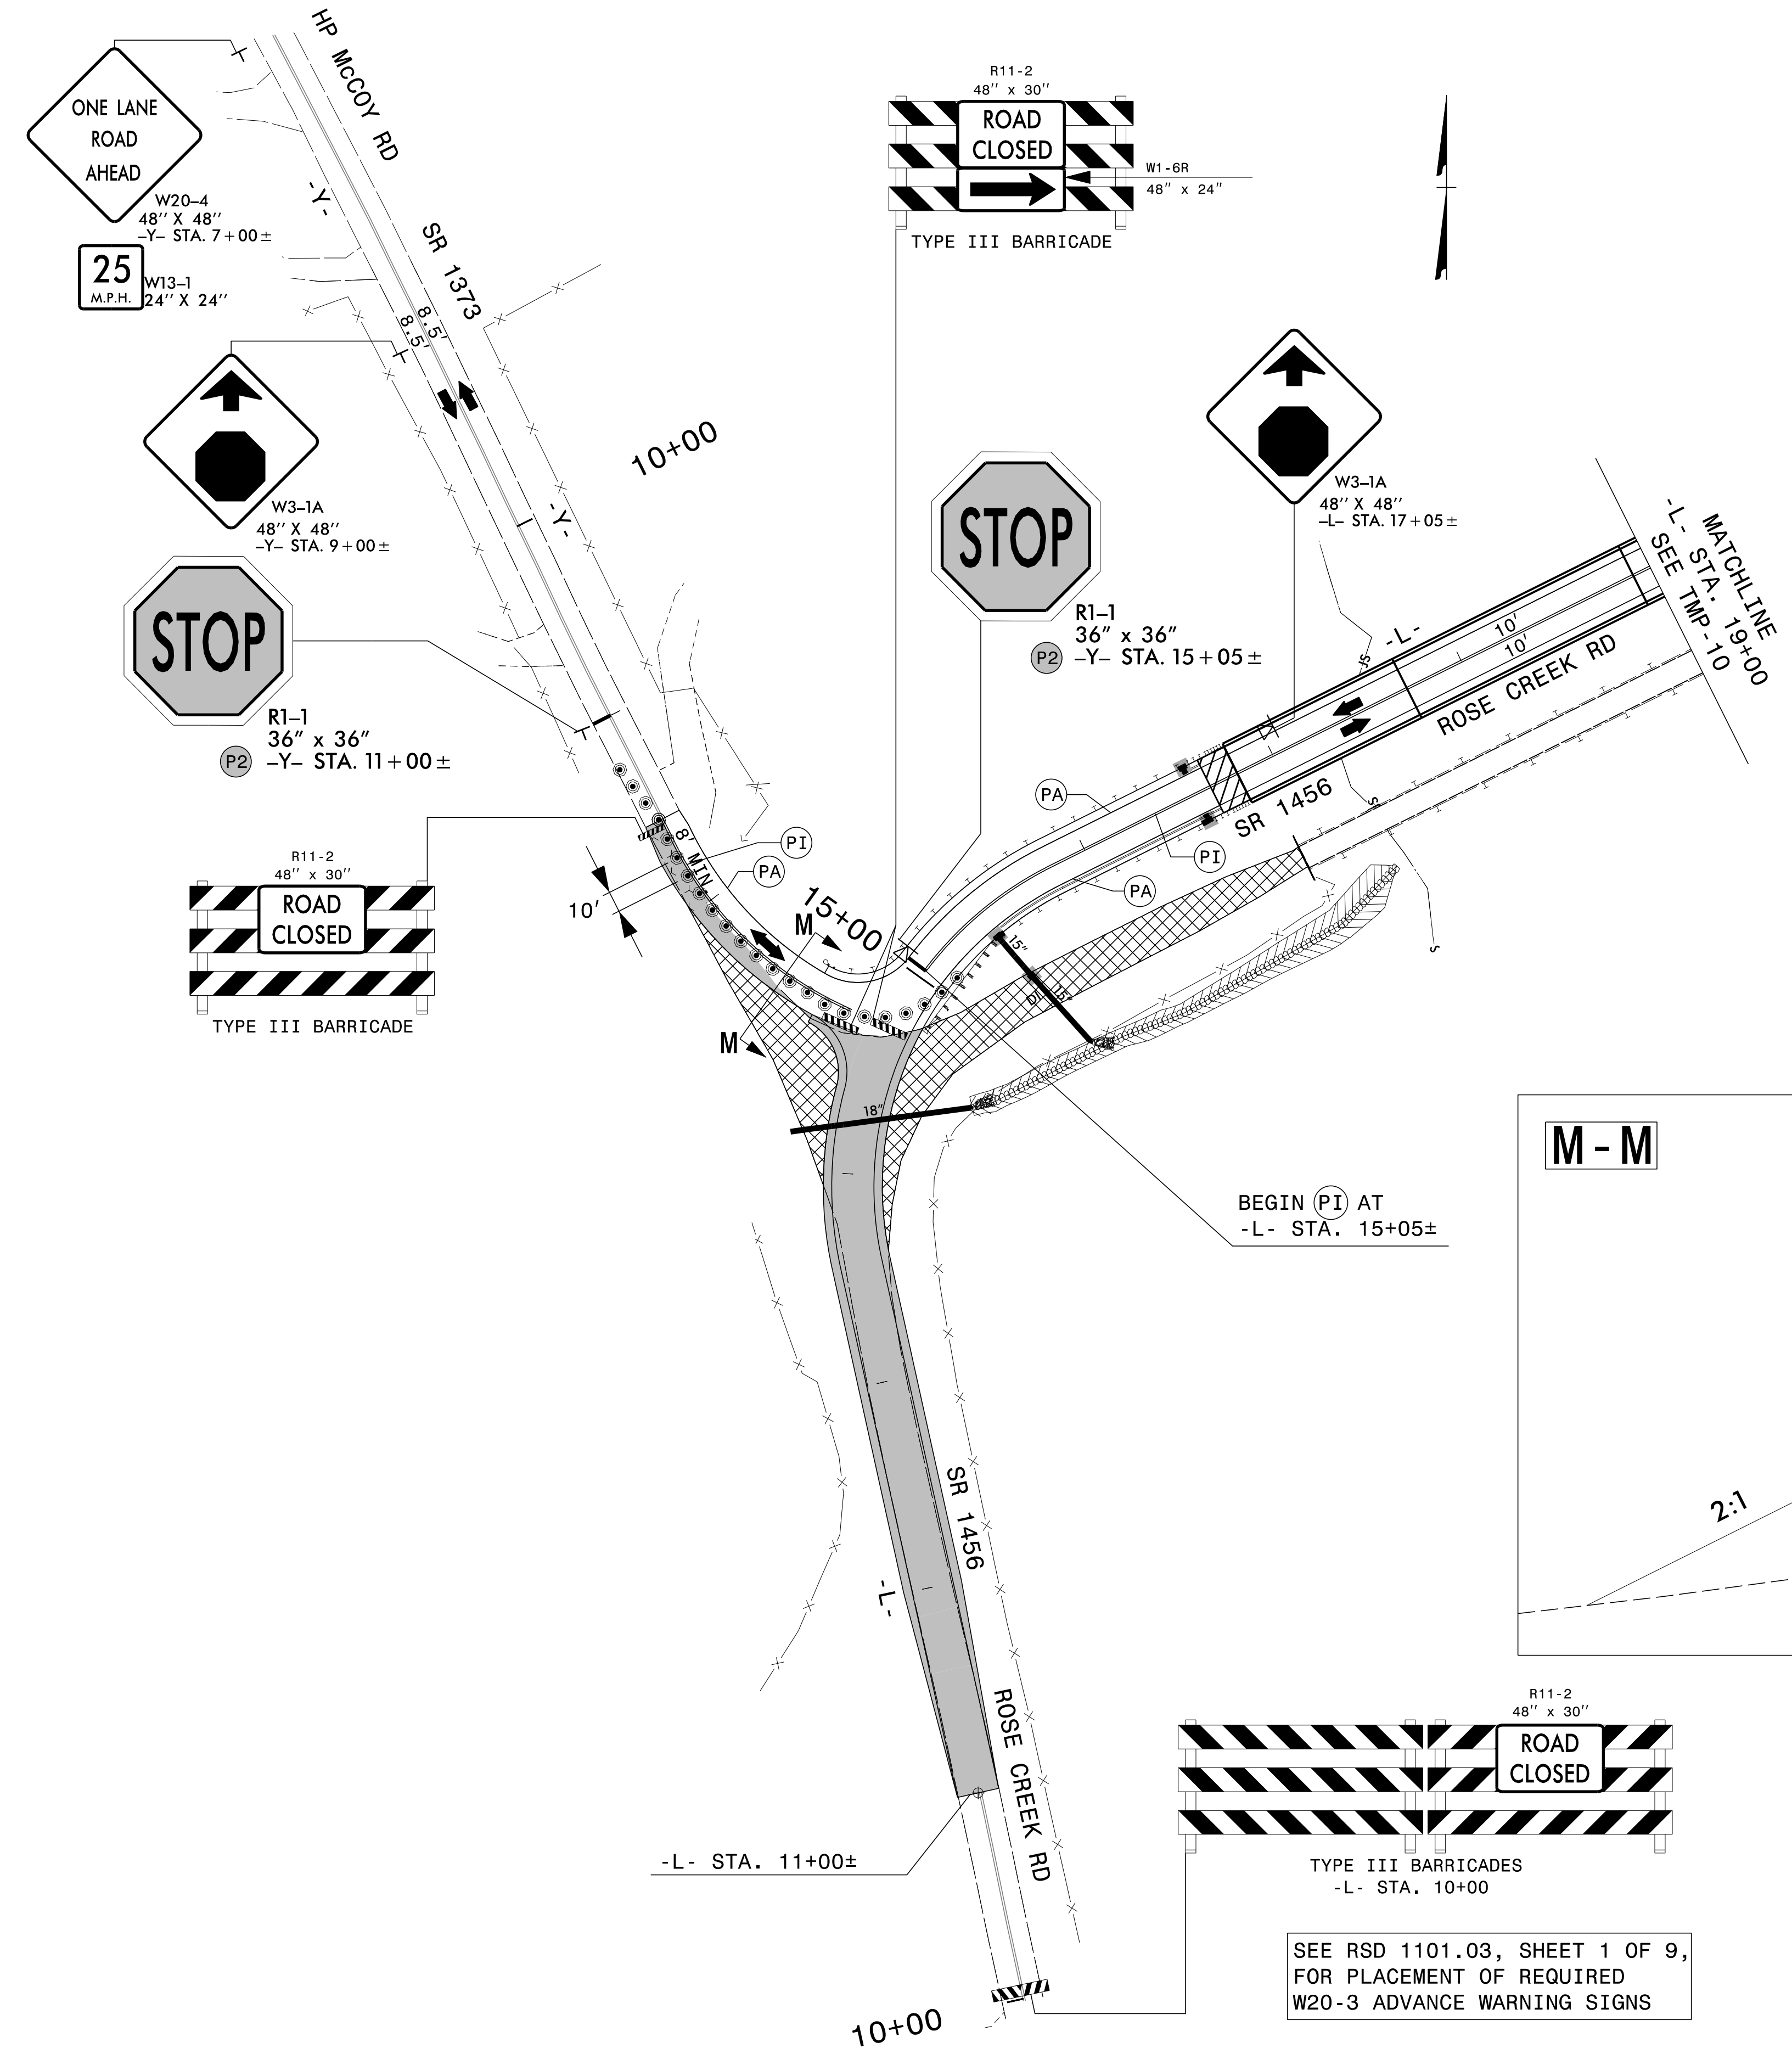 HP McCOY RD
ONE LANE
ROAD
AHEAD
W20–4
48″ X 48″
–Y– STA. 7+00±
25
M.P.H.
W13–1
24″ X 24″
-Y-
SR 1373
8.5'
8.5'
W3–1A
48″ X 48″
–Y– STA. 9+00±
10+00
-Y-
STOP
R1–1
36″ x 36″
P2 –Y– STA. 11+00±
R11-2
48″ x 30″
ROAD
CLOSED
W1-6R
48″ x 24″
TYPE III BARRICADE
STOP
R1–1
36″ x 36″
P2 –Y– STA. 15+05±
W3–1A
48″ X 48″
–L– STA. 17+05±
MATCHLINE
-L- STA. 19+00
SEE TMP-10
-L-
10'
10'
ROSE CREEK RD
SR 1456
PA
PI
PA
PI
PA
8' MIN
10'
15+00
M
M
15"
15"
DI
18"
S
S
R11-2
48″ x 30″
ROAD
CLOSED
TYPE III BARRICADE
BEGIN PI AT
-L- STA. 15+05±
M-M
2:1
SR 1456
-L-
ROSE CREEK RD
-L- STA. 11+00±
R11-2
48″ x 30″
ROAD
CLOSED
TYPE III BARRICADES
-L- STA. 10+00
SEE RSD 1101.03, SHEET 1 OF 9,
FOR PLACEMENT OF REQUIRED
W20-3 ADVANCE WARNING SIGNS
10+00